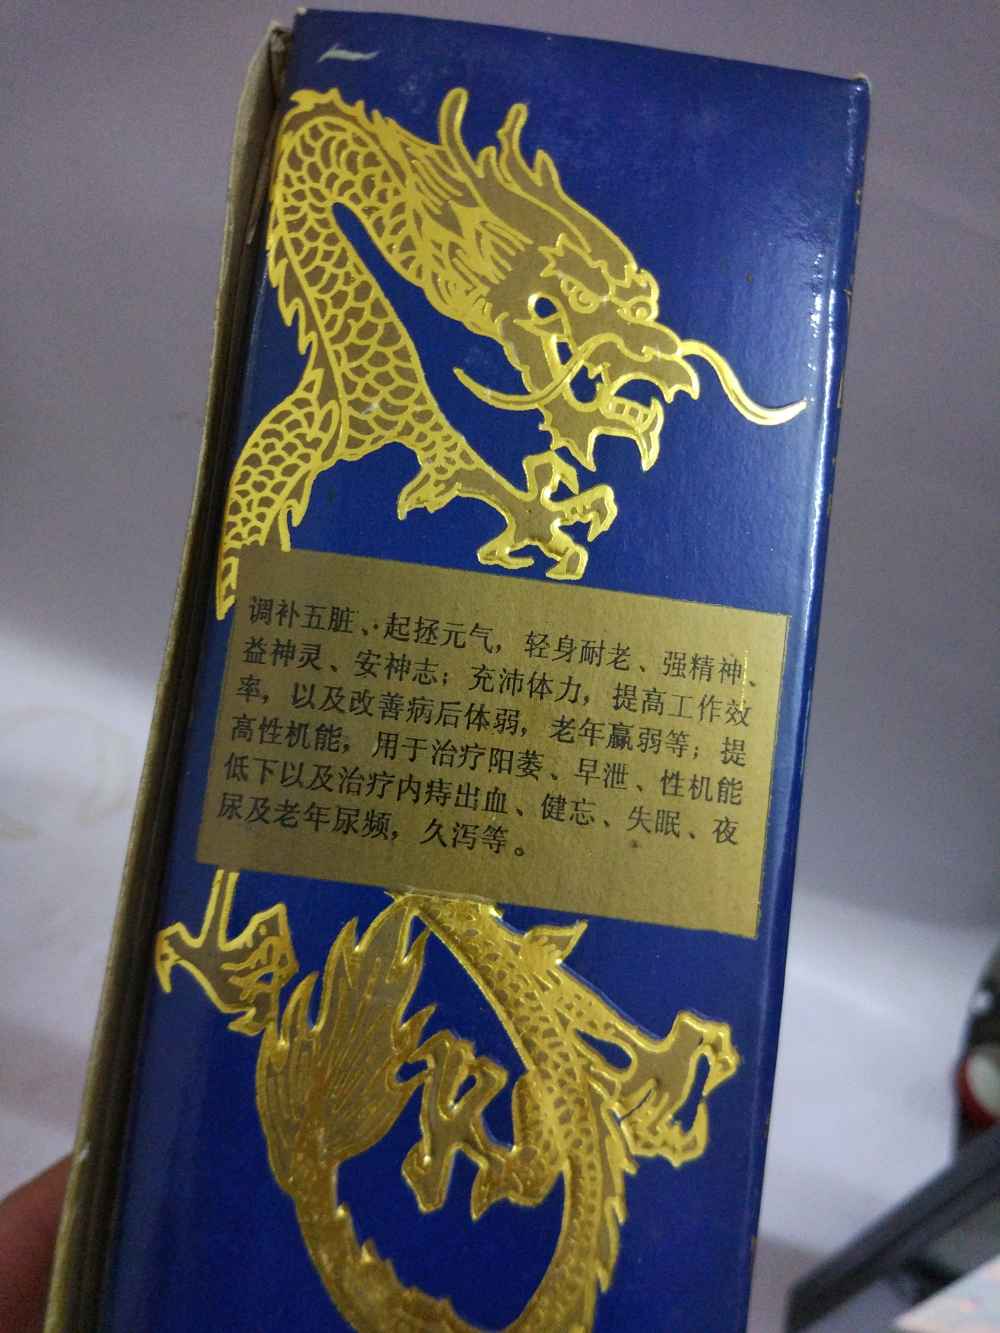 调补五脏、起拯元气，轻身耐老、强精神、
益神灵、安神志；充沛体力，提高工作效
率，以及改善病后体弱，老年赢弱等；提
高性机能，用于治疗阳萎、早泄、性机能
低下以及治疗内痔出血、健忘、失眠、夜
尿及老年尿频，久泻等。